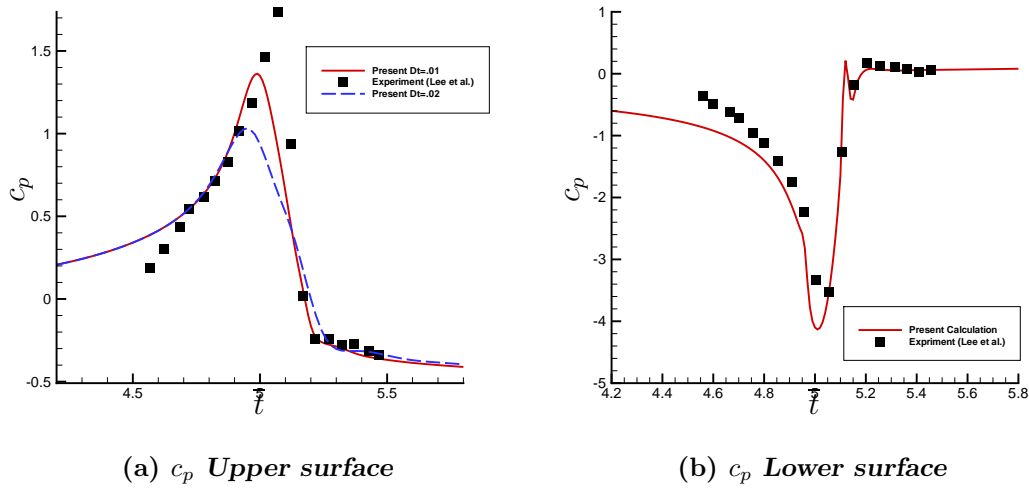 1.5
1
0.5
0
-0.5
4.5
5
5.5
c_p
t̄
Present Dt=.01
Experiment (Lee et al.)
Present Dt=.02
(a) c_p Upper surface
1
0
-1
-2
-3
-4
-5
4.2
4.4
4.6
4.8
5
5.2
5.4
5.6
5.8
c_p
t̄
Present Calculation
Expriment (Lee et al.)
(b) c_p Lower surface